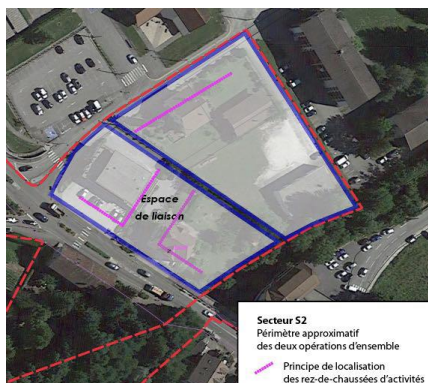 Espace
de liaison
Secteur S2
Périmètre approximatif
des deux opérations d'ensemble
Principe de localisation
des rez-de-chaussées d'activités